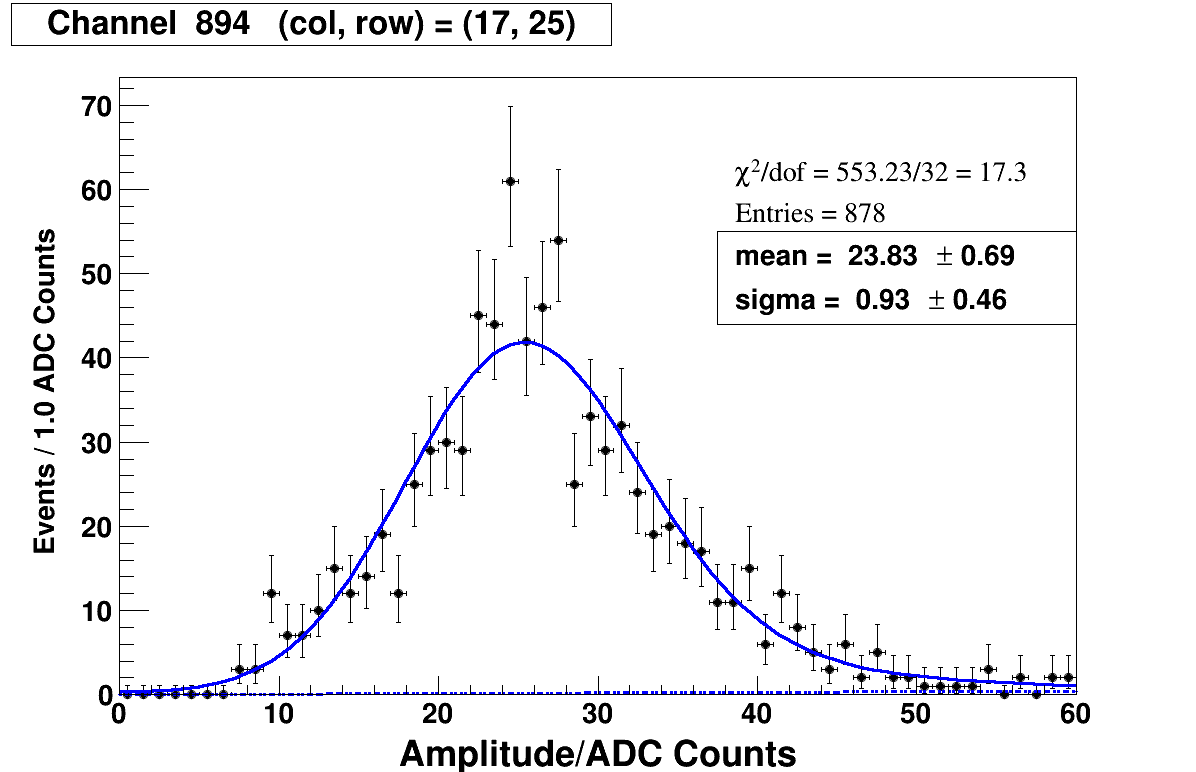 Channel 894 (col, row) = (17, 25)
70
60
50
40
30
20
10
0
Events / 1.0 ADC Counts
χ²/dof = 553.23/32 = 17.3
Entries = 878
mean = 23.83 ± 0.69
sigma = 0.93 ± 0.46
0 10 20 30 40 50 60
Amplitude/ADC Counts